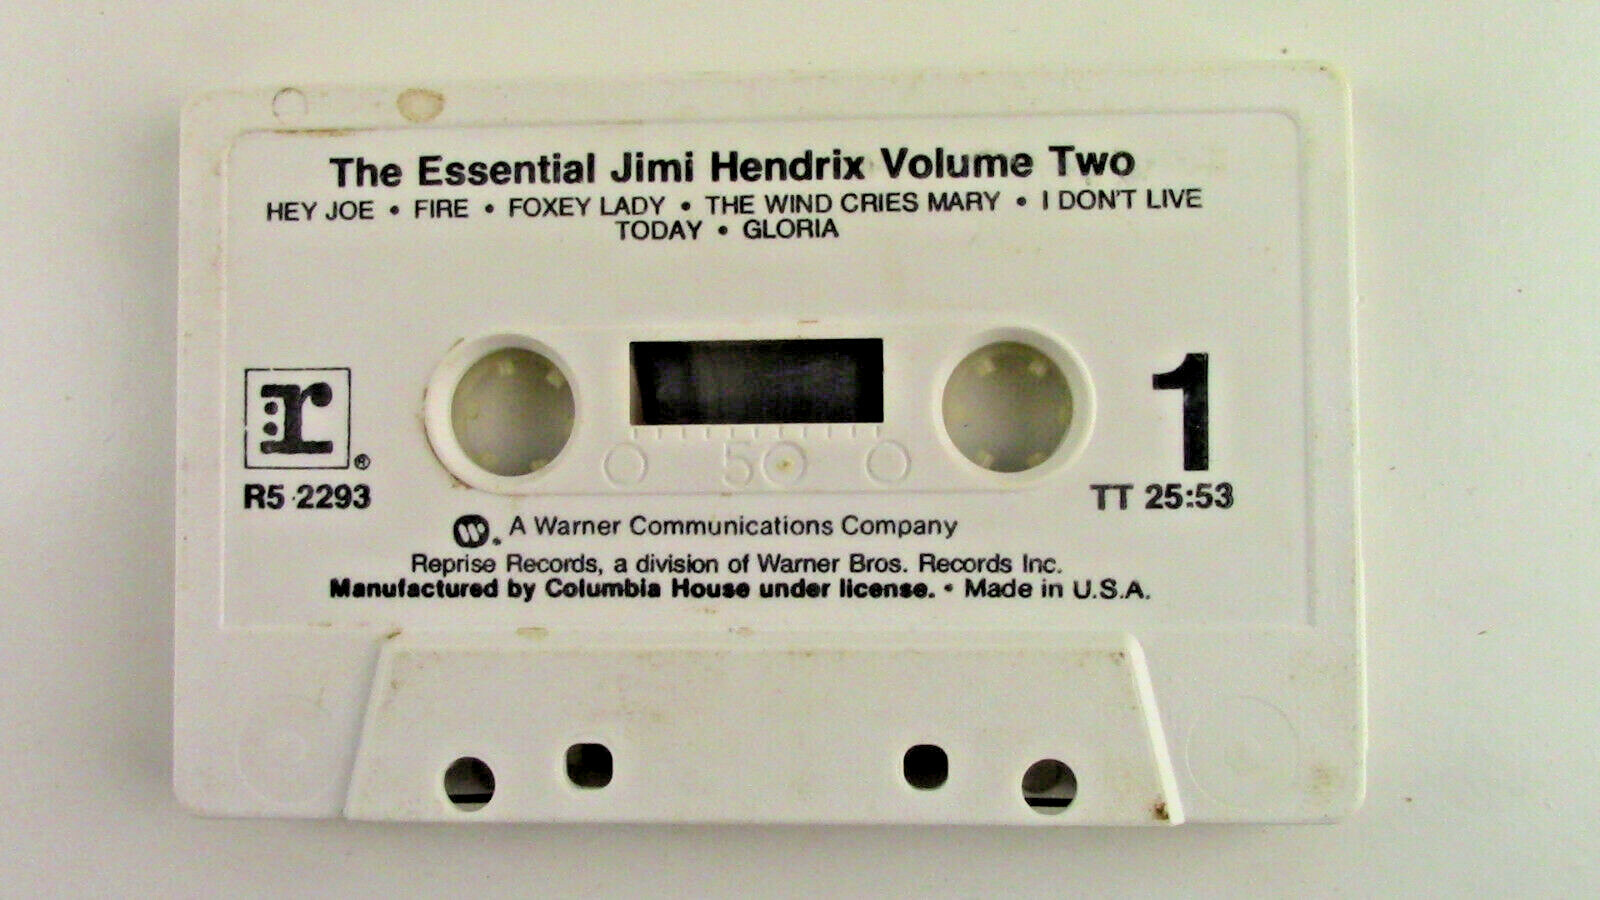 The Essential Jimi Hendrix Volume Two
HEY JOE • FIRE • FOXEY LADY • THE WIND CRIES MARY • I DON'T LIVE
TODAY • GLORIA
r
®
1
50
R5 2293
TT 25:53
A Warner Communications Company
Reprise Records, a division of Warner Bros. Records Inc.
Manufactured by Columbia House under license. • Made in U.S.A.